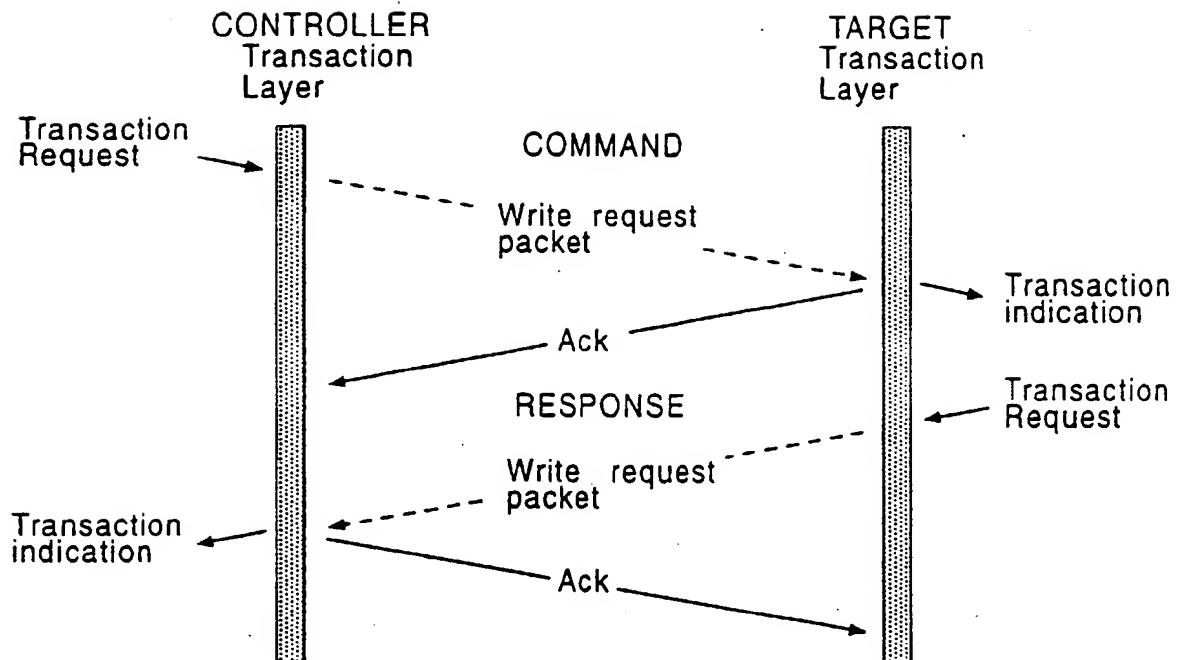 CONTROLLER
Transaction
Layer
TARGET
Transaction
Layer
Transaction
Request
COMMAND
Write request
packet
Transaction
indication
Ack
RESPONSE
Transaction
Request
Write request
packet
Transaction
indication
Ack